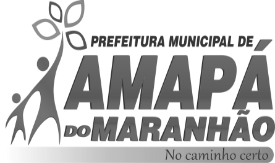 PREFEITURA MUNICIPAL DE
AMAPÁ
DO MARANHÃO
No caminho certo